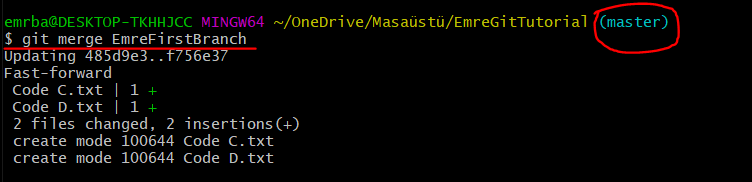 emrba@DESKTOP-TKHHJCC MINGW64 ~/OneDrive/Masaüstü/EmreGitTutorial (master)
$ git merge EmreFirstBranch
Updating 485d9e3..f756e37
Fast-forward
 Code C.txt | 1 +
 Code D.txt | 1 +
 2 files changed, 2 insertions(+)
 create mode 100644 Code C.txt
 create mode 100644 Code D.txt